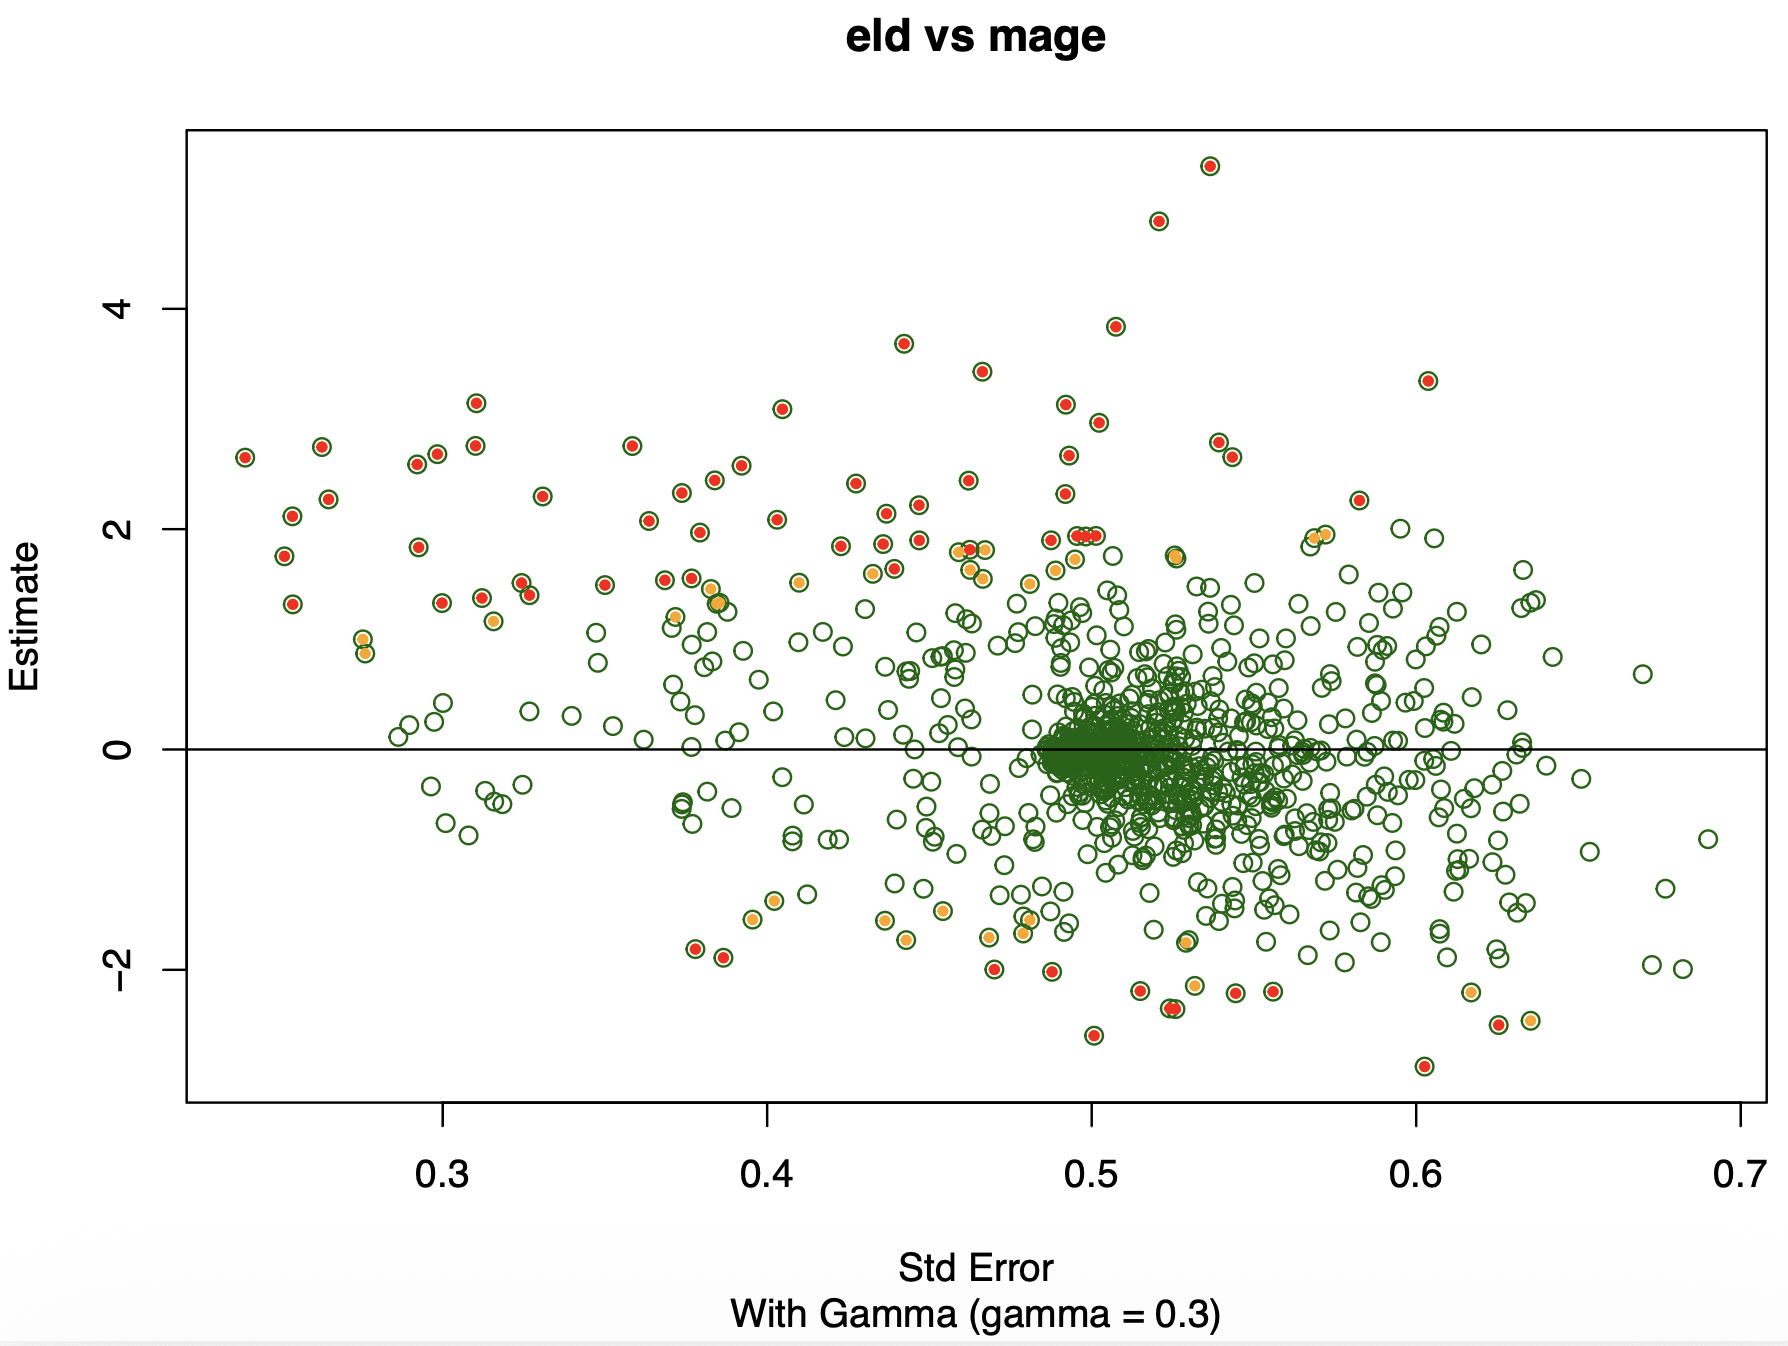 eld vs mage
Estimate
4
2
0
−2
0.3 0.4 0.5 0.6 0.7
Std Error
With Gamma (gamma = 0.3)